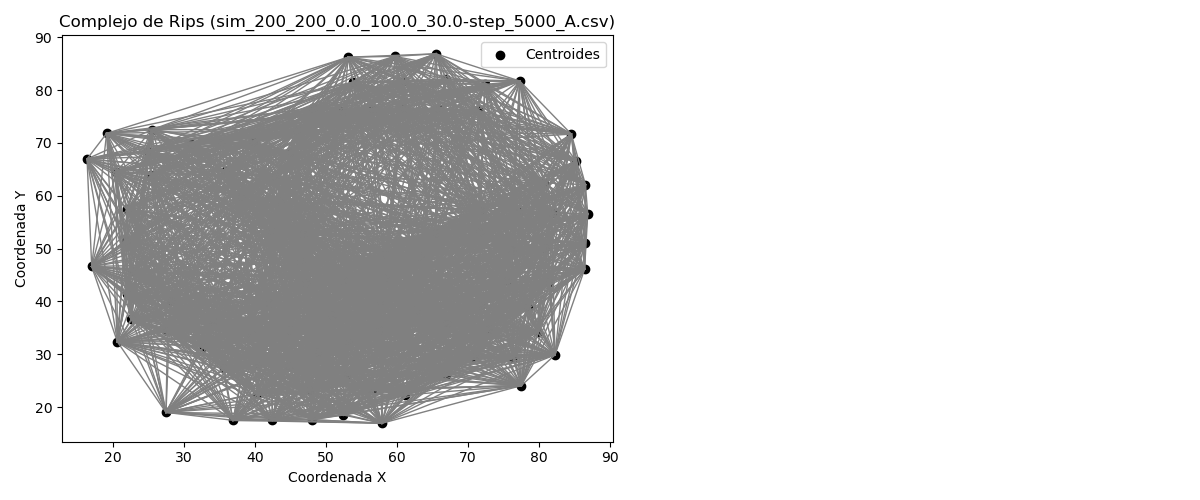 Complejo de Rips (sim_200_200_0.0_100.0_30.0-step_5000_A.csv)
Centroides
90
80
70
60
50
40
30
20
Coordenada Y
20 30 40 50 60 70 80 90
Coordenada X